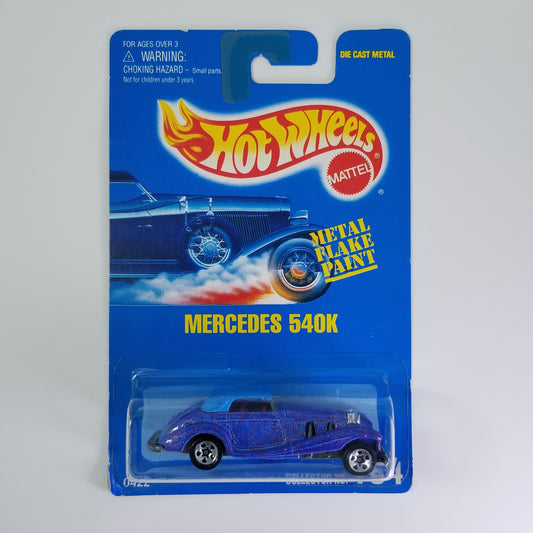 FOR AGES OVER 3
⚠ WARNING:
CHOKING HAZARD - Small parts.
Not for children under 3 years.
DIE CAST METAL
HOT WHEELS®
MATTEL
®
METAL
FLAKE
PAINT
MERCEDES 540K
0422
COLLECTOR NO.